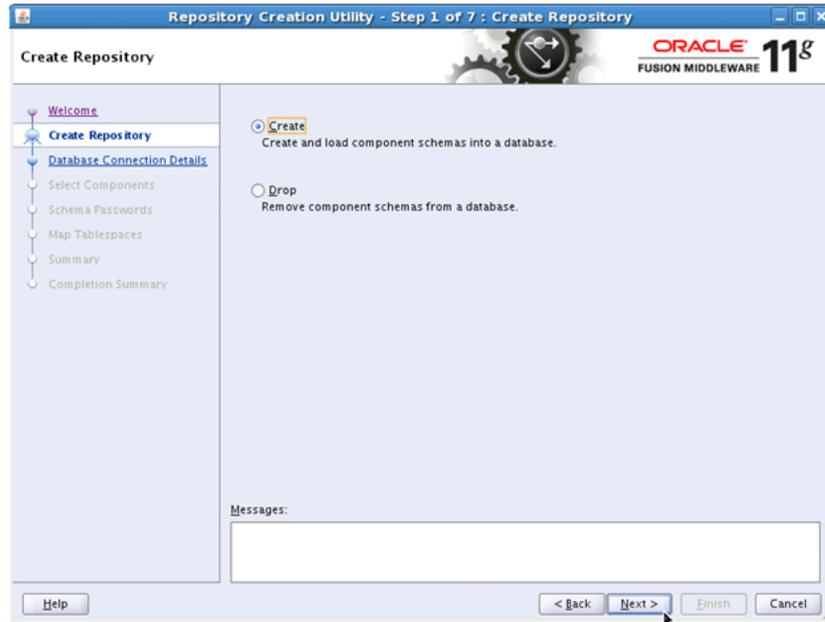 Repository Creation Utility - Step 1 of 7 : Create Repository
Create Repository
ORACLE
FUSION MIDDLEWARE
11g
Welcome
Create Repository
Database Connection Details
Select Components
Schema Passwords
Map Tablespaces
Summary
Completion Summary
Create
Create and load component schemas into a database.
Drop
Remove component schemas from a database.
Messages:
Help
< Back
Next >
Finish
Cancel